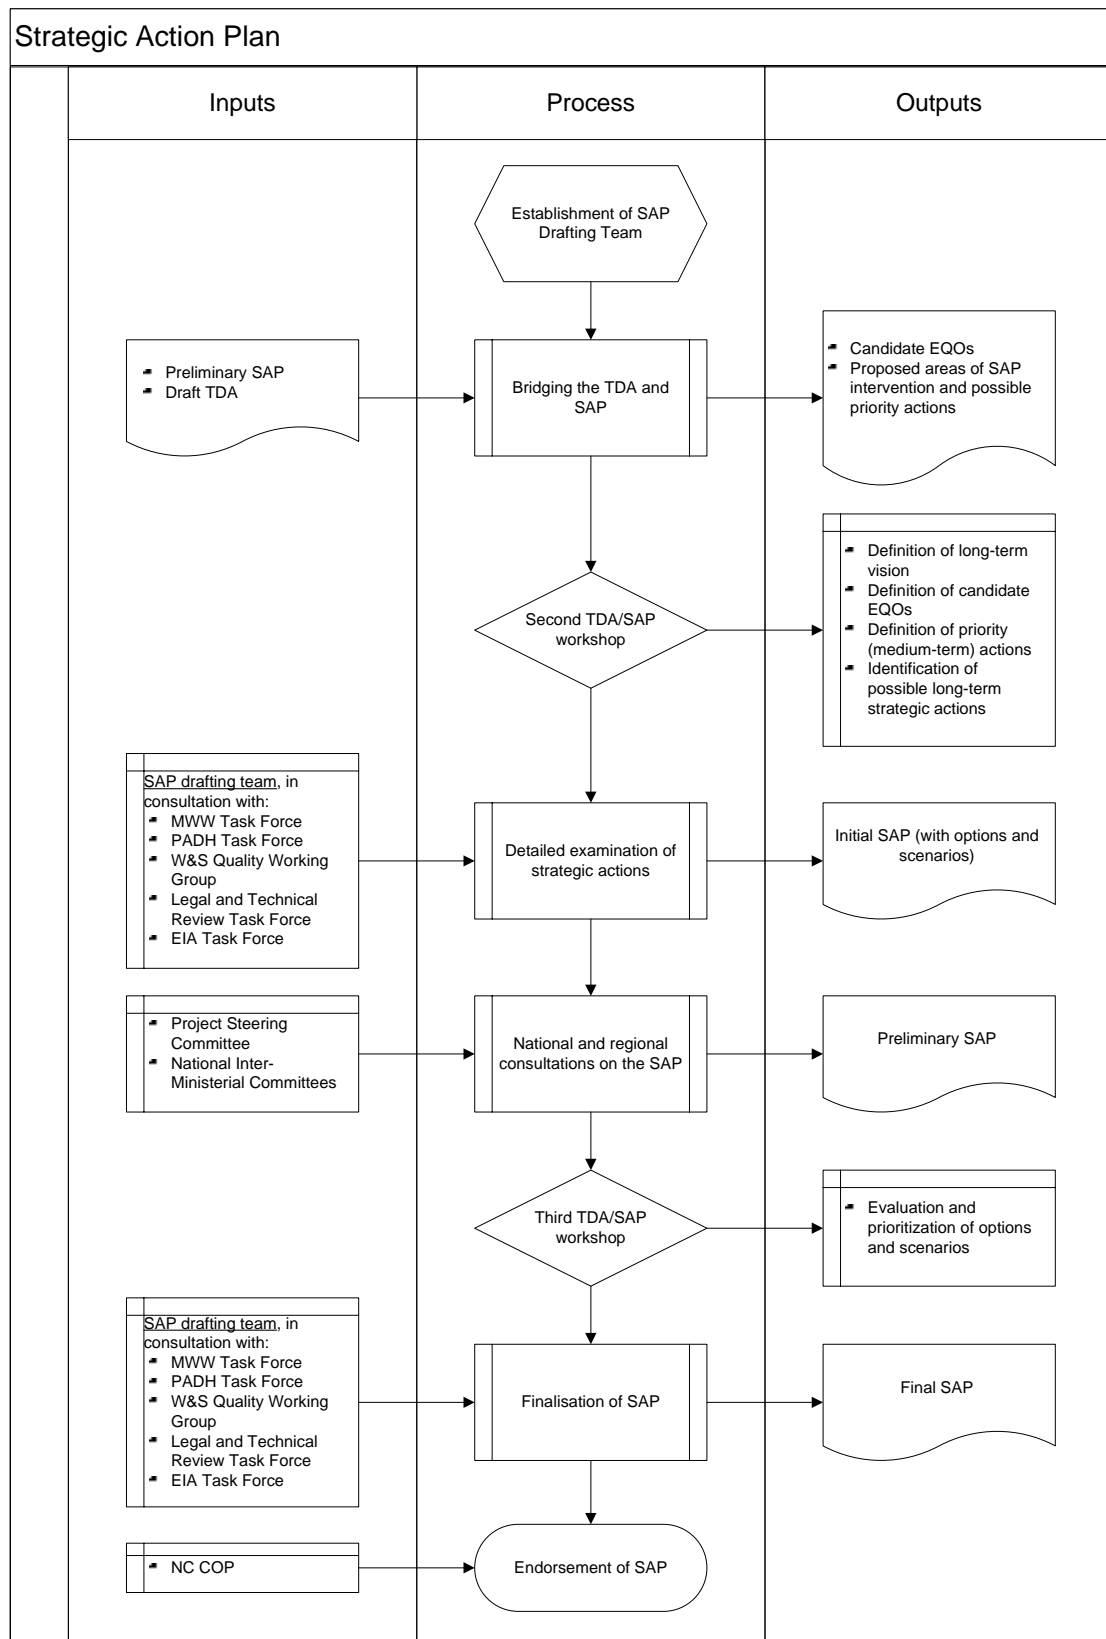 Strategic Action Plan
Inputs
Process
Outputs
Establishment of SAP
Drafting Team
Preliminary SAP
Draft TDA
Bridging the TDA and
SAP
Candidate EQOs
Proposed areas of SAP
intervention and possible
priority actions
Second TDA/SAP
workshop
Definition of long-term
vision
Definition of candidate
EQOs
Definition of priority
(medium-term) actions
Identification of
possible long-term
strategic actions
SAP drafting team, in
consultation with:
MWW Task Force
PADH Task Force
W&S Quality Working
Group
Legal and Technical
Review Task Force
EIA Task Force
Detailed examination of
strategic actions
Initial SAP (with options and
scenarios)
Project Steering
Committee
National Inter-
Ministerial Committees
National and regional
consultations on the SAP
Preliminary SAP
Third TDA/SAP
workshop
Evaluation and
prioritization of options
and scenarios
SAP drafting team, in
consultation with:
MWW Task Force
PADH Task Force
W&S Quality Working
Group
Legal and Technical
Review Task Force
EIA Task Force
Finalisation of SAP
Final SAP
NC COP
Endorsement of SAP